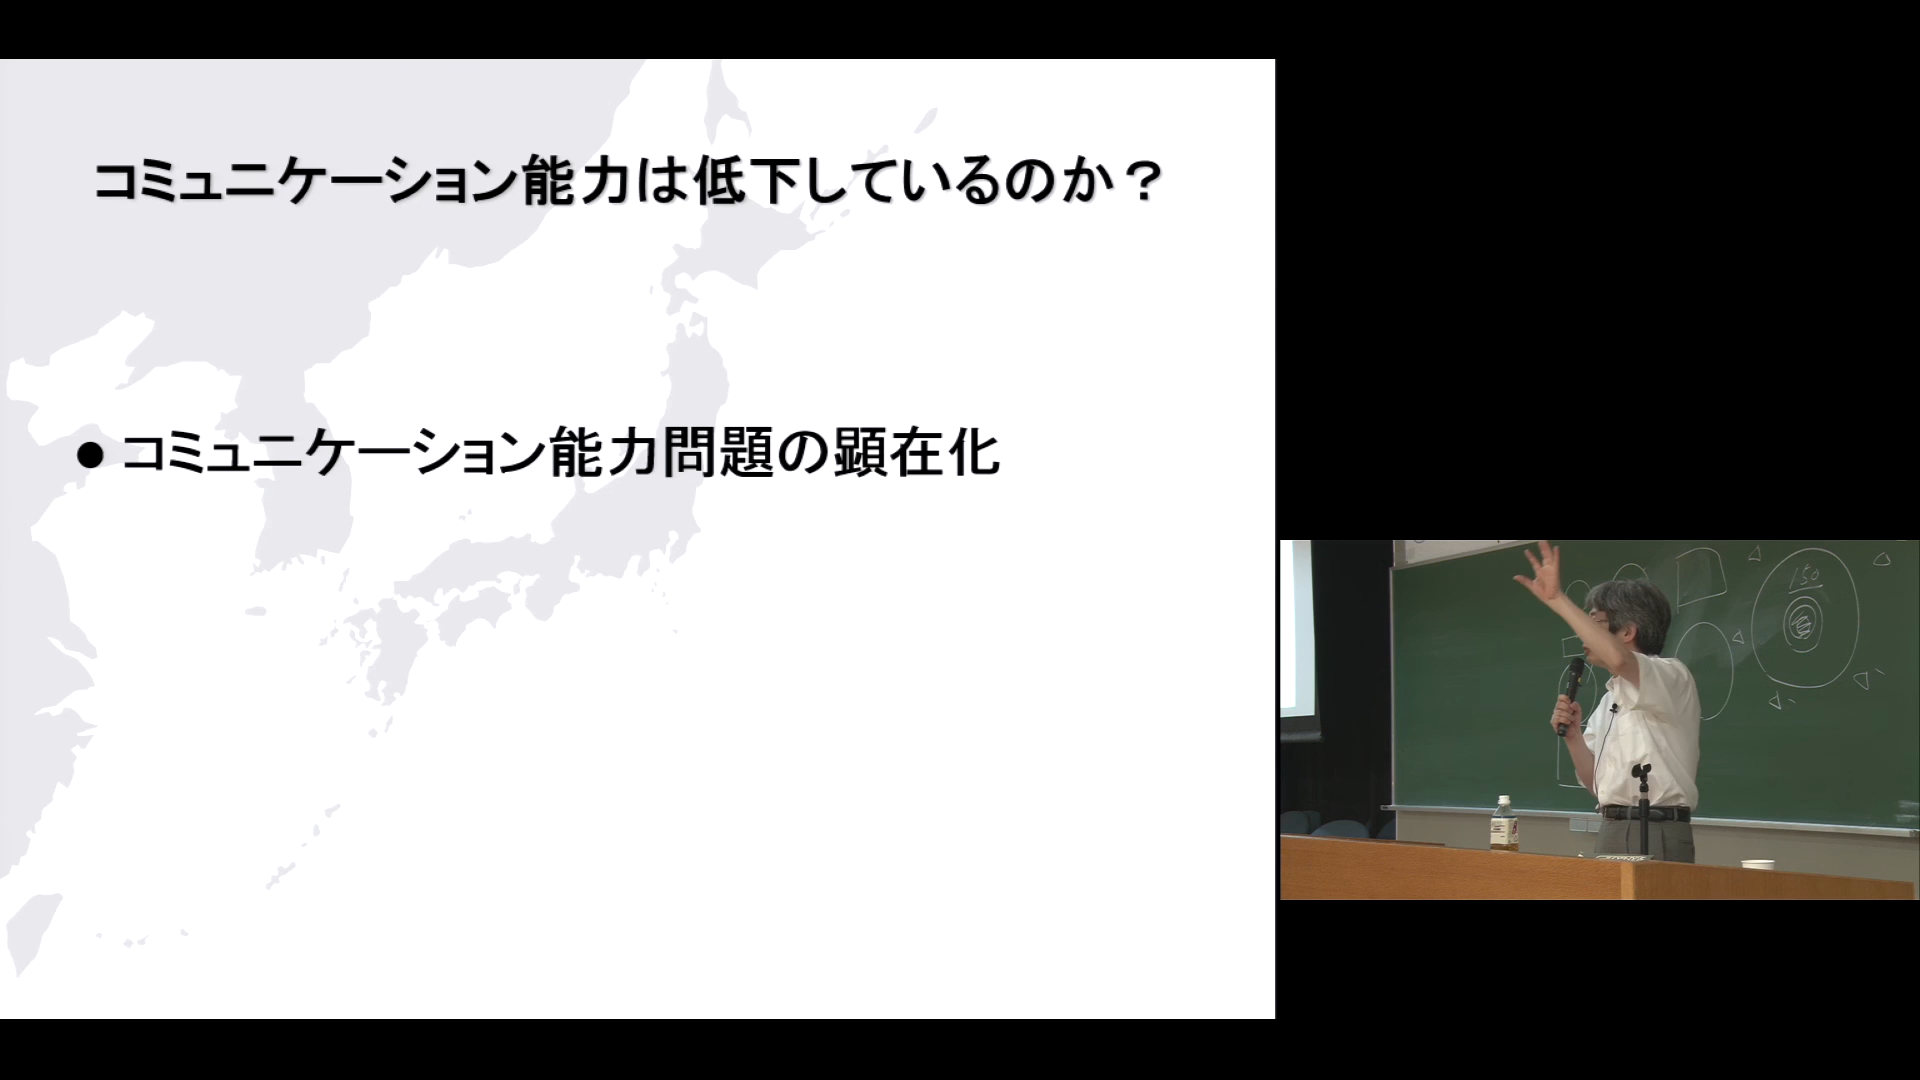 コミュニケーション能力は低下しているのか？
● コミュニケーション能力問題の顕在化
150